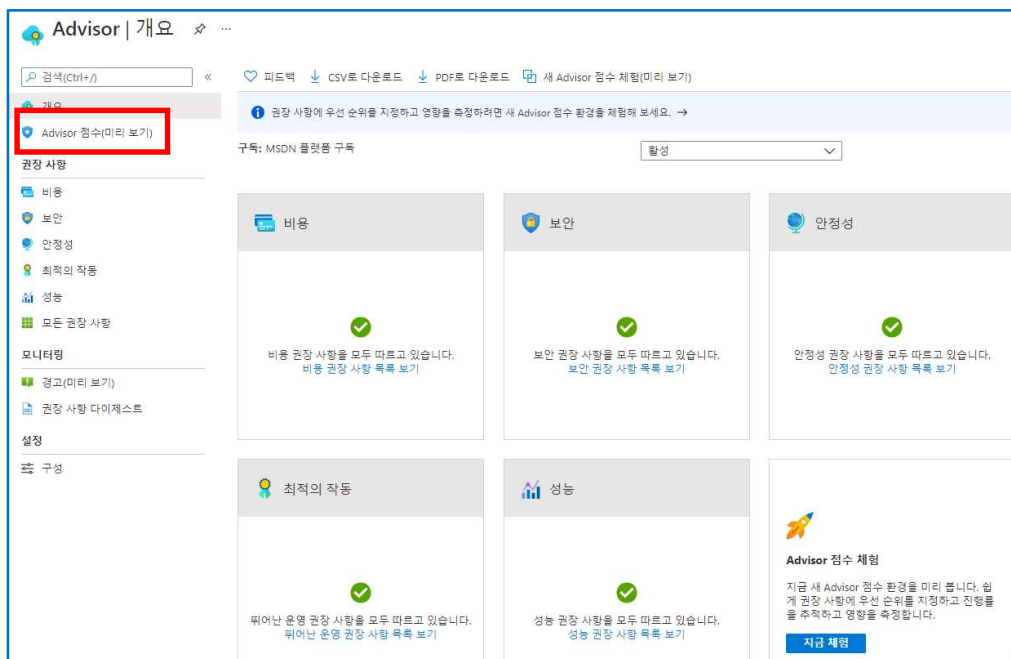 Advisor | 개요
검색(Ctrl+/)
개요
Advisor 점수(미리 보기)
권장 사항
비용
보안
안정성
최적의 작동
성능
모든 권장 사항
모니터링
경고(미리 보기)
권장 사항 다이제스트
설정
구성
피드백 CSV로 다운로드 PDF로 다운로드 새 Advisor 점수 체험(미리 보기)
권장 사항에 우선 순위를 지정하고 영향을 측정하려면 새 Advisor 점수 환경을 체험해 보세요. →
구독: MSDN 플랫폼 구독
활성
비용
비용 권장 사항을 모두 따르고 있습니다.
비용 권장 사항 목록 보기
보안
보안 권장 사항을 모두 따르고 있습니다.
보안 권장 사항 목록 보기
안정성
안정성 권장 사항을 모두 따르고 있습니다.
안정성 권장 사항 목록 보기
최적의 작동
뛰어난 운영 권장 사항을 모두 따르고 있습니다.
뛰어난 운영 권장 사항 목록 보기
성능
성능 권장 사항을 모두 따르고 있습니다.
성능 권장 사항 목록 보기
Advisor 점수 체험
지금 새 Advisor 점수 환경을 미리 봅니다. 쉽
게 권장 사항에 우선 순위를 지정하고 진행률
을 추적하고 영향을 측정합니다.
지금 체험